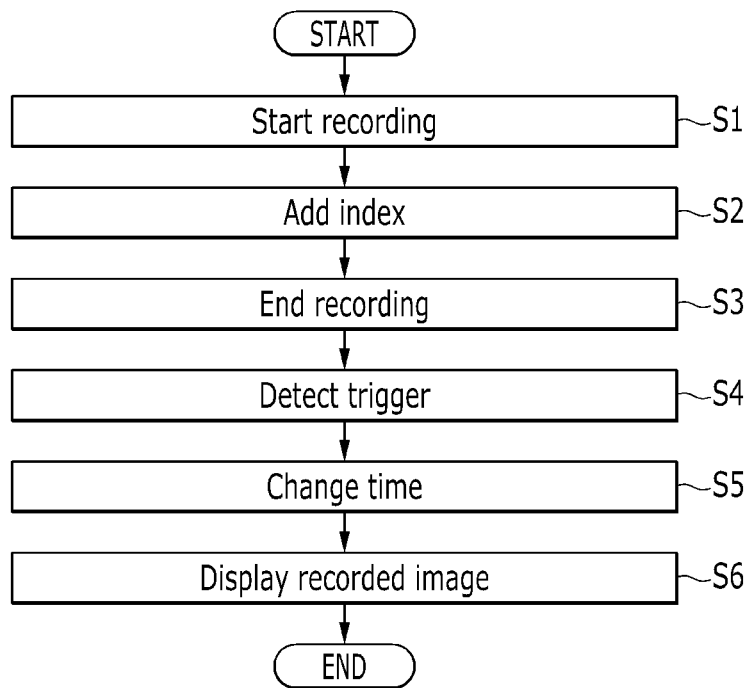 START
Start recording S1
Add index S2
End recording S3
Detect trigger S4
Change time S5
Display recorded image S6
END